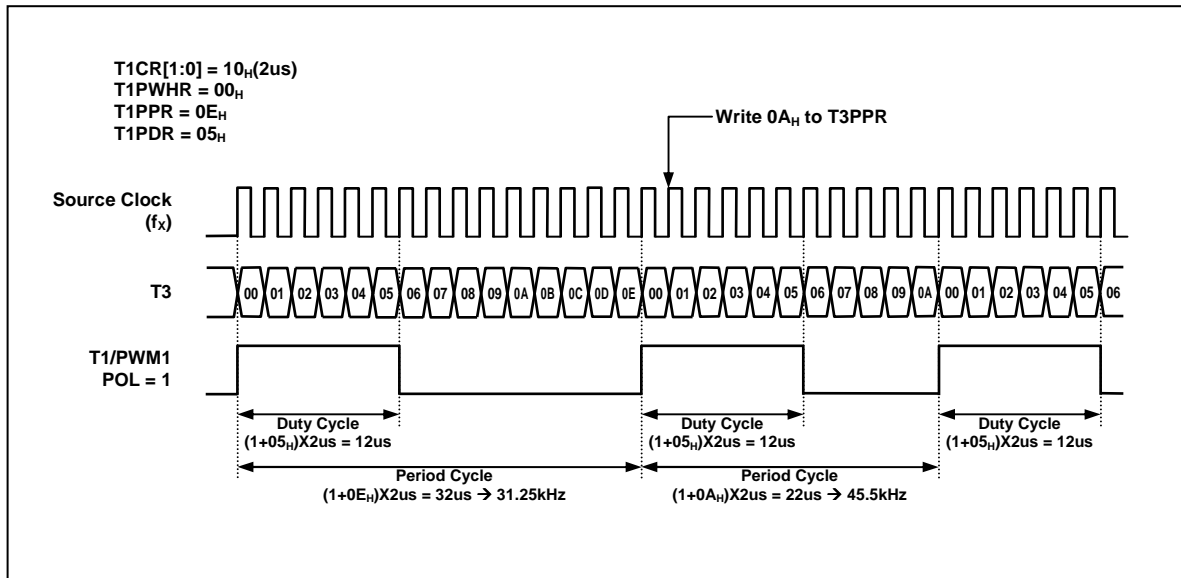 T1CR[1:0] = 10H(2us)
T1PWHR = 00H
T1PPR = 0EH
T1PDR = 05H
Write 0AH to T3PPR
Source Clock
(fX)
T3
00 01 02 03 04 05 06 07 08 09 0A 0B 0C 0D 0E 00 01 02 03 04 05 06 07 08 09 0A 00 01 02 03 04 05 06
T1/PWM1
POL = 1
Duty Cycle
(1+05H)X2us = 12us
Duty Cycle
(1+05H)X2us = 12us
Duty Cycle
(1+05H)X2us = 12us
Period Cycle
(1+0EH)X2us = 32us → 31.25kHz
Period Cycle
(1+0AH)X2us = 22us → 45.5kHz